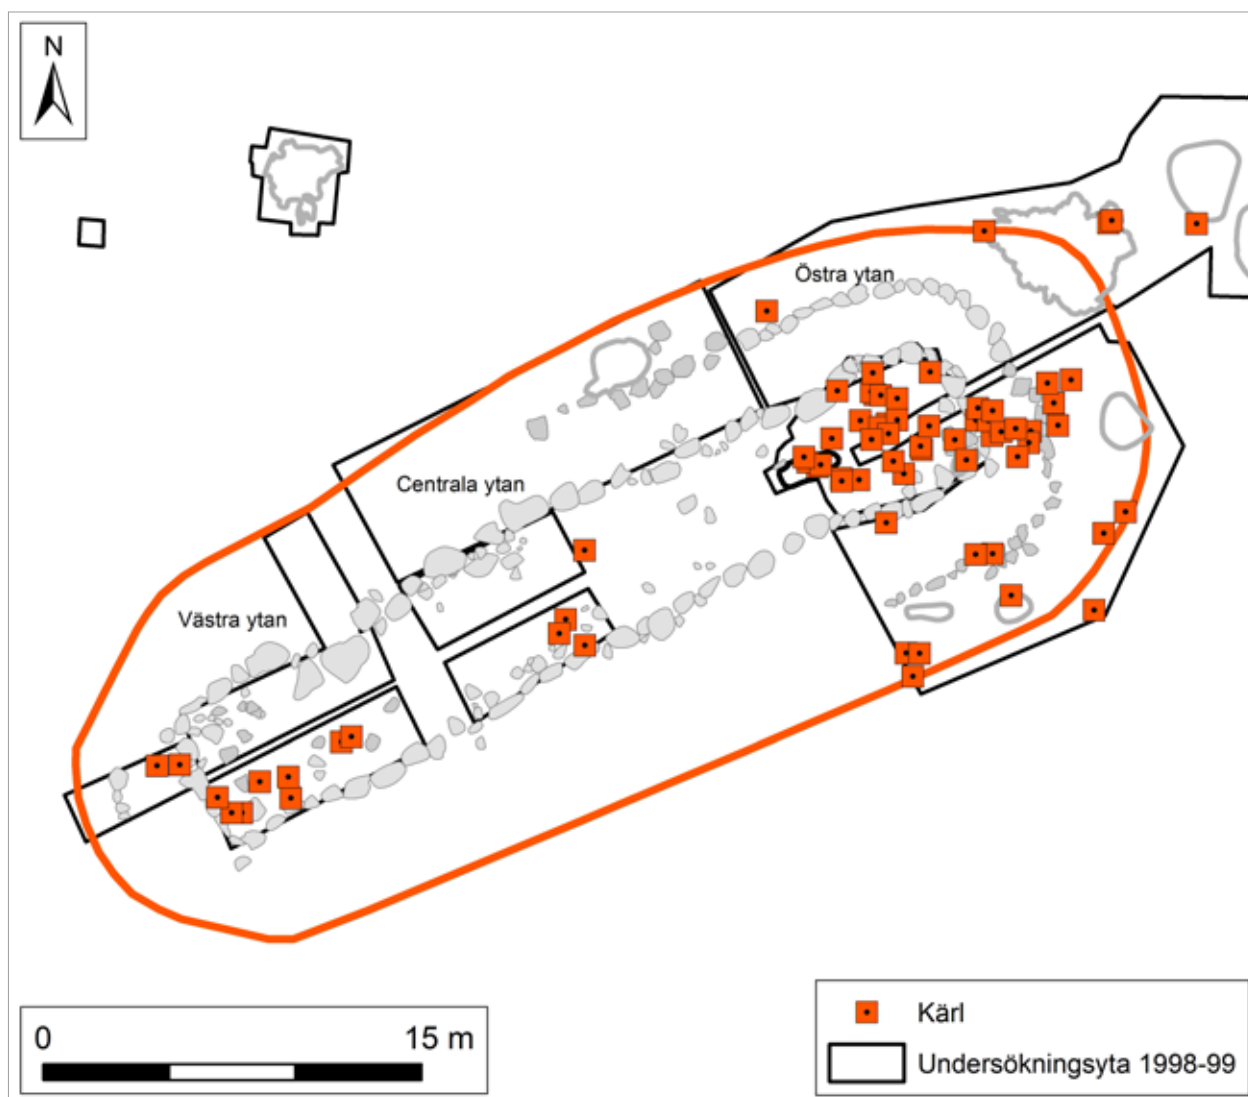 N
Östra ytan
Centrala ytan
Västra ytan
0 15 m
Kärl
Undersökningsyta 1998-99